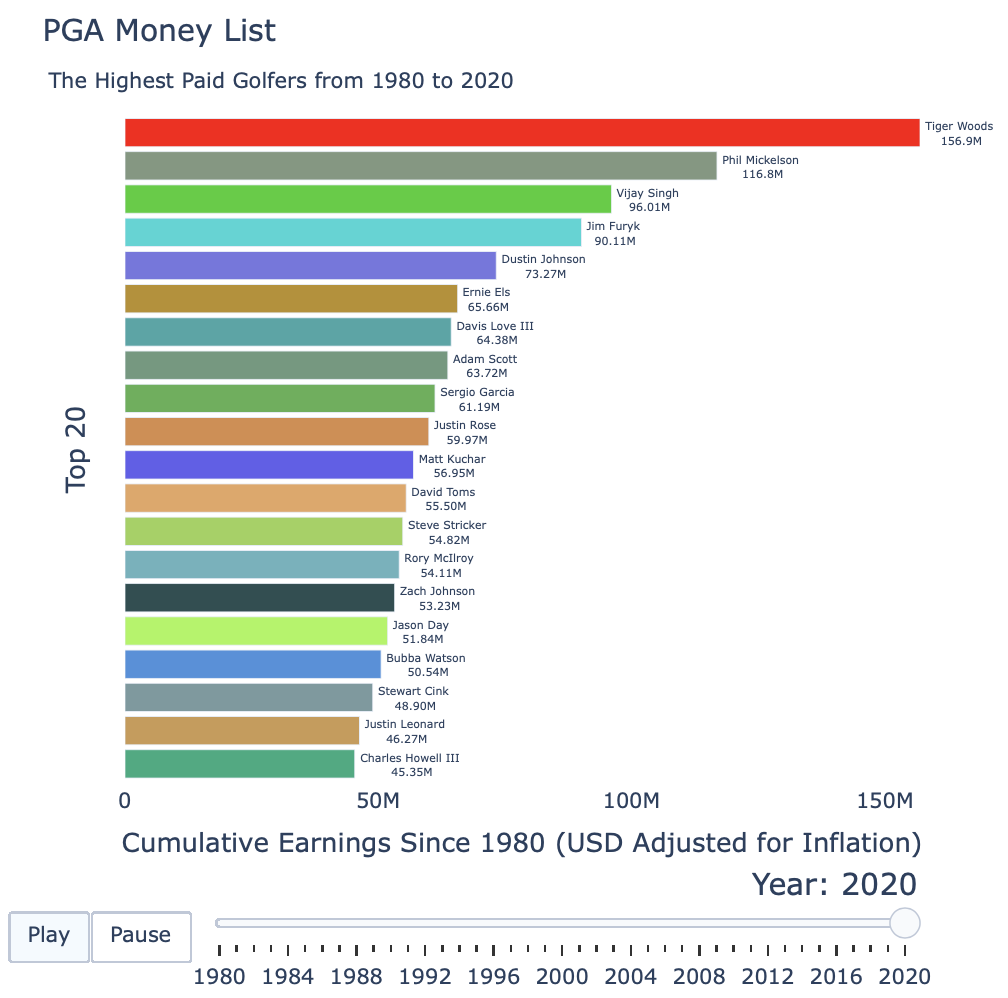 PGA Money List
The Highest Paid Golfers from 1980 to 2020
Tiger Woods
156.9M
Phil Mickelson
116.8M
Vijay Singh
96.01M
Jim Furyk
90.11M
Dustin Johnson
73.27M
Ernie Els
65.66M
Davis Love III
64.38M
Adam Scott
63.72M
Sergio Garcia
61.19M
Justin Rose
59.97M
Matt Kuchar
56.95M
David Toms
55.50M
Steve Stricker
54.82M
Rory McIlroy
54.11M
Zach Johnson
53.23M
Jason Day
51.84M
Bubba Watson
50.54M
Stewart Cink
48.90M
Justin Leonard
46.27M
Charles Howell III
45.35M
Top 20
0 50M 100M 150M
Cumulative Earnings Since 1980 (USD Adjusted for Inflation)
Year: 2020
Play Pause
1980 1984 1988 1992 1996 2000 2004 2008 2012 2016 2020